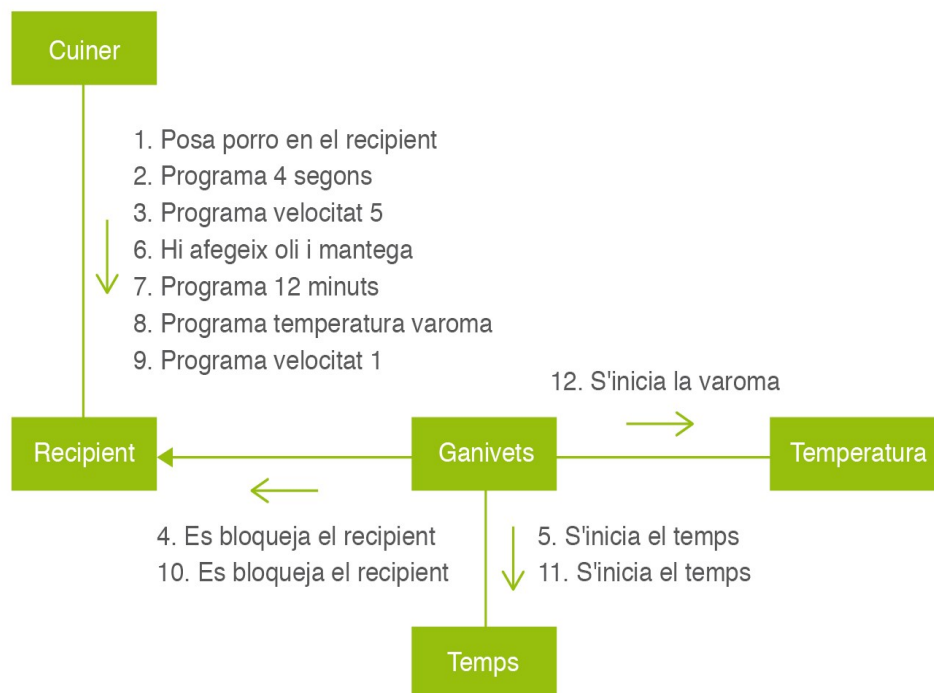 Cuiner
1. Posa porro en el recipient
2. Programa 4 segons
3. Programa velocitat 5
6. Hi afegeix oli i mantega
7. Programa 12 minuts
8. Programa temperatura varoma
9. Programa velocitat 1
12. S'inicia la varoma
Recipient
Ganivets
Temperatura
4. Es bloqueja el recipient
10. Es bloqueja el recipient
5. S'inicia el temps
11. S'inicia el temps
Temps